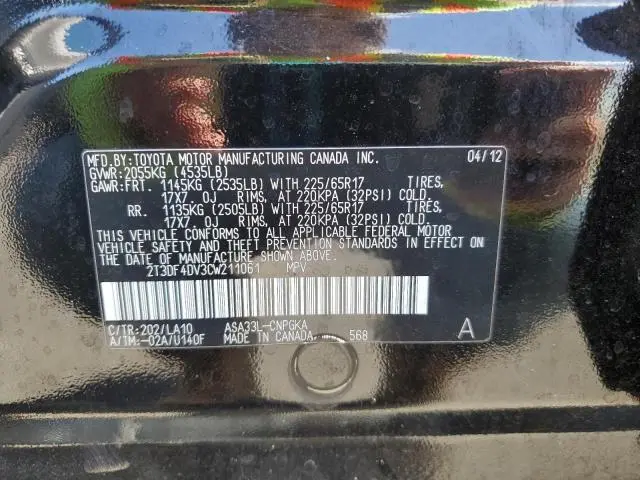 MFD.BY:TOYOTA MOTOR MANUFACTURING CANADA INC. 04/12
GVWR:2055KG (4535LB)
GAWR:FRT. 1145KG (2535LB) WITH 225/65R17 TIRES,
17X7. 0J RIMS, AT 220KPA (32PSI) COLD.
RR. 1135KG (2505LB) WITH 225/65R17 TIRES,
17X7. 0J RIMS, AT 220KPA (32PSI) COLD.
THIS VEHICLE CONFORMS TO ALL APPLICABLE FEDERAL MOTOR
VEHICLE SAFETY AND THEFT PREVENTION STANDARDS IN EFFECT ON
THE DATE OF MANUFACTURE SHOWN ABOVE.
2T3DF4DV3CW211061 MPV
C/TR:202/LA10 ASA33L-CNPGKA
A/TM:-02A/U140F MADE IN CANADA 568 A